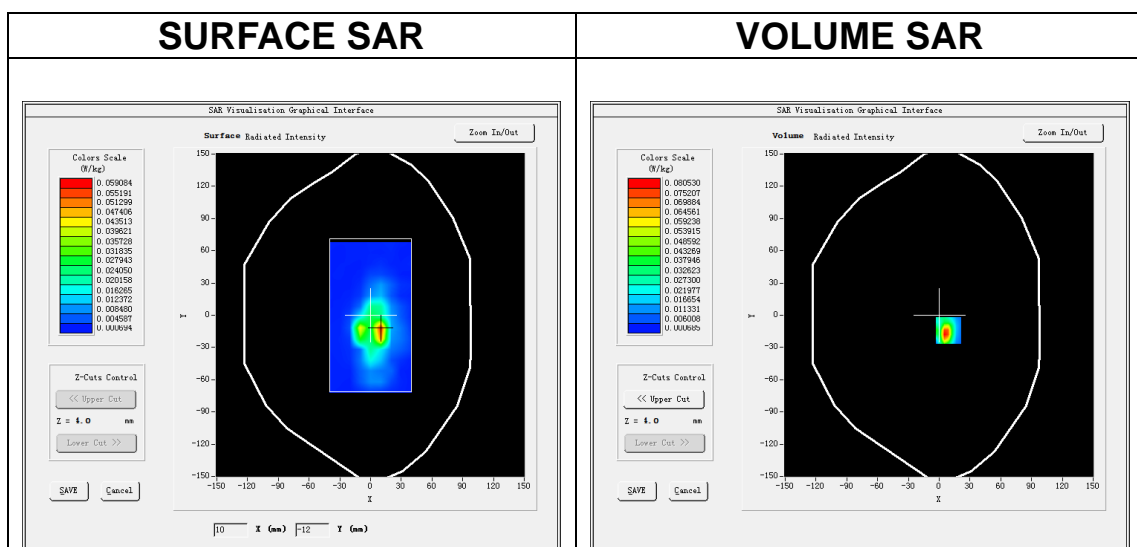 SURFACE SAR
VOLUME SAR
SAR Visualisation Graphical Interface
Surface Radiated Intensity
Zoom In/Out
Colors Scale
(W/kg)
0.059084
0.055191
0.051299
0.047406
0.043513
0.039621
0.035728
0.031835
0.027943
0.024050
0.020158
0.016265
0.012372
0.008480
0.004587
0.000694
150
120
90
60
30
0
-30
-60
-90
-120
-150
Y
-150 -120 -90 -60 -30 0 30 60 90 120 150
X
Z-Cuts Control
<< Upper Cut
Z = 4.0 mm
Lower Cut >>
SAVE Cancel
10 X (mm) -12 Y (mm)
SAR Visualisation Graphical Interface
Volume Radiated Intensity
Zoom In/Out
Colors Scale
(W/kg)
0.080530
0.075207
0.069884
0.064561
0.059238
0.053915
0.048592
0.043269
0.037946
0.032623
0.027300
0.021977
0.016654
0.011331
0.006008
0.000685
150
120
90
60
30
0
-30
-60
-90
-120
-150
Y
-150 -120 -90 -60 -30 0 30 60 90 120 150
X
Z-Cuts Control
<< Upper Cut
Z = 4.0 mm
Lower Cut >>
SAVE Cancel